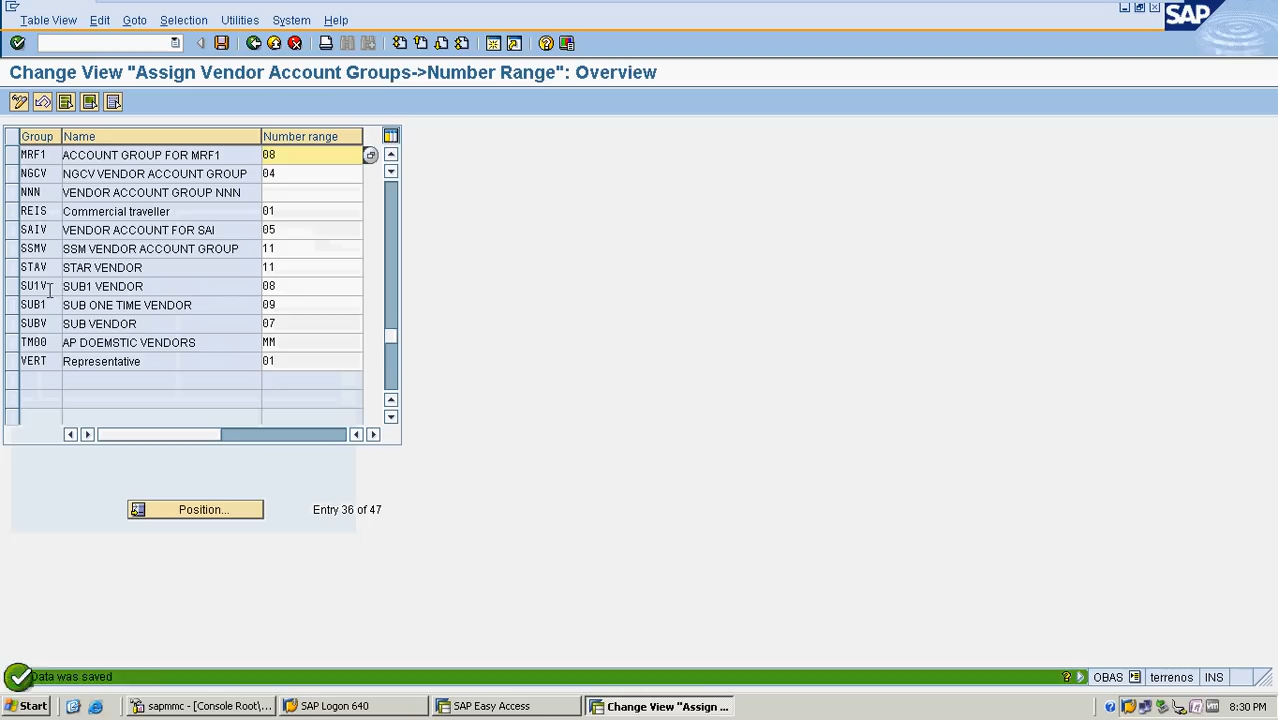 Table View Edit Goto Selection Utilities System Help
SAP
Change View "Assign Vendor Account Groups->Number Range": Overview
Group Name Number range
MRF1 ACCOUNT GROUP FOR MRF1 08
NGCV NGCV VENDOR ACCOUNT GROUP 04
NNN VENDOR ACCOUNT GROUP NNN
REIS Commercial traveller 01
SAIV VENDOR ACCOUNT FOR SAI 05
SSMV SSM VENDOR ACCOUNT GROUP 11
STAV STAR VENDOR 11
SU1V SUB1 VENDOR 08
SUB1 SUB ONE TIME VENDOR 09
SUBV SUB VENDOR 07
TM00 AP DOEMSTIC VENDORS MM
VERT Representative 01
Position... Entry 36 of 47
Data was saved OBAS terrenos INS
Start sapmmc - [Console Root\... SAP Logon 640 SAP Easy Access Change View "Assign ... 8:30 PM